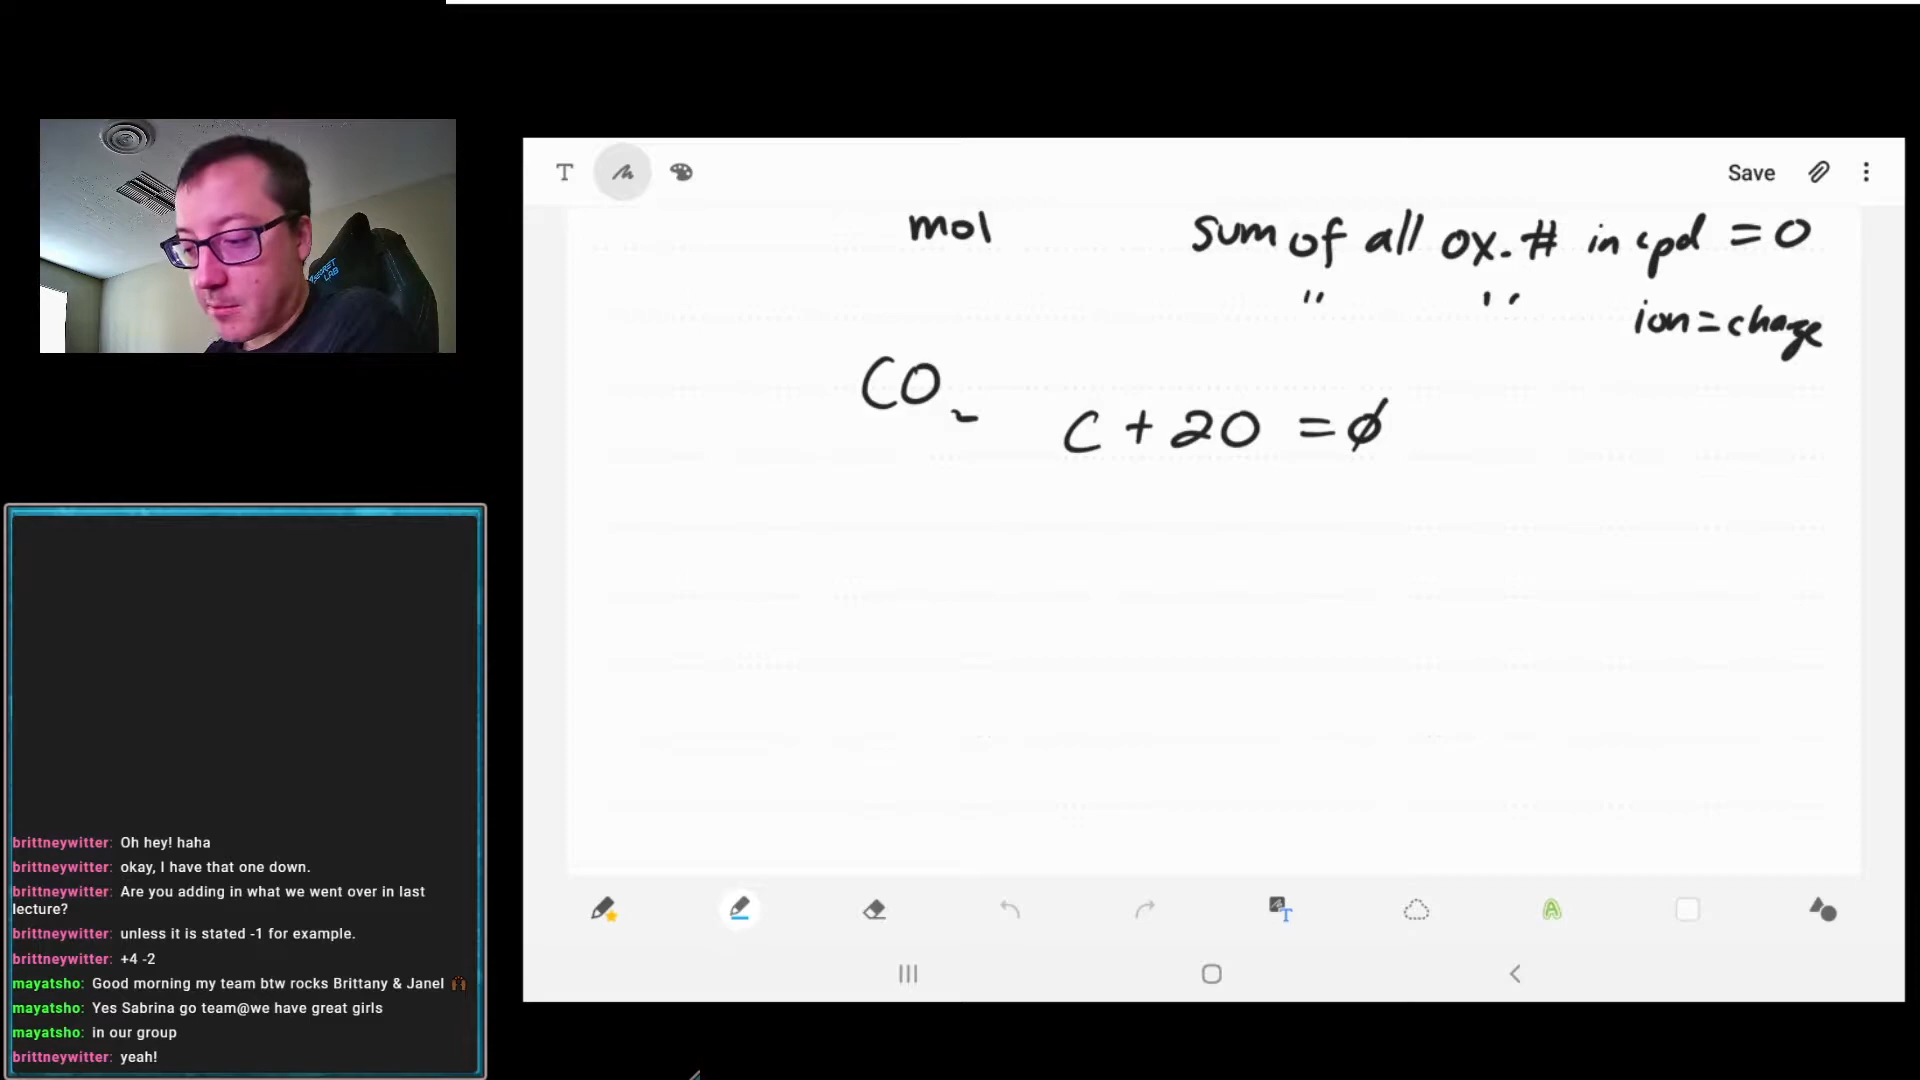 Save
mol
sum of all ox. # in cpd = 0
" " ion = charge
CO2
C + 2O = ∅
SECRET
LAB
brittneywitter: Oh hey! haha
brittneywitter: okay, I have that one down.
brittneywitter: Are you adding in what we went over in last
lecture?
brittneywitter: unless it is stated -1 for example.
brittneywitter: +4 -2
mayatsho: Good morning my team btw rocks Brittany & Janel
mayatsho: Yes Sabrina go team@we have great girls
mayatsho: in our group
brittneywitter: yeah!